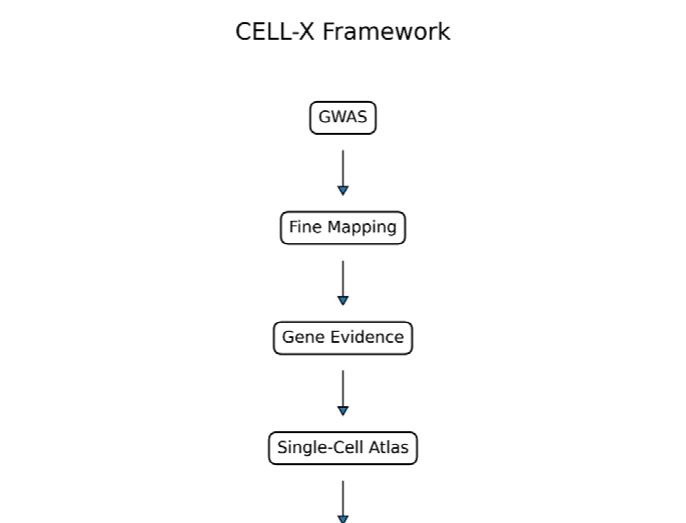 CELL-X Framework
GWAS
Fine Mapping
Gene Evidence
Single-Cell Atlas